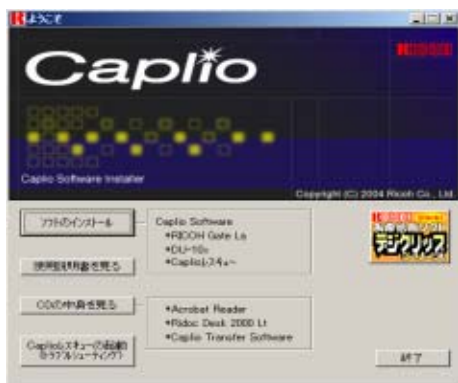 ようこそ
RICOH
Caplio
Caplio Software Installer
Copyright (C) 2004 Ricoh Co., Ltd
ソフトのインストール
使用説明書を見る
CDの中身を見る
Caplioレスキューの起動
(トラブルシューティング)
Caplio Software
*RICOH Gate La
*DU-10x
*Caplioレスキュー
*Acrobat Reader
*Ridoc Desk 2000 Lt
*Caplio Transfer Software
デジクリップ
終了